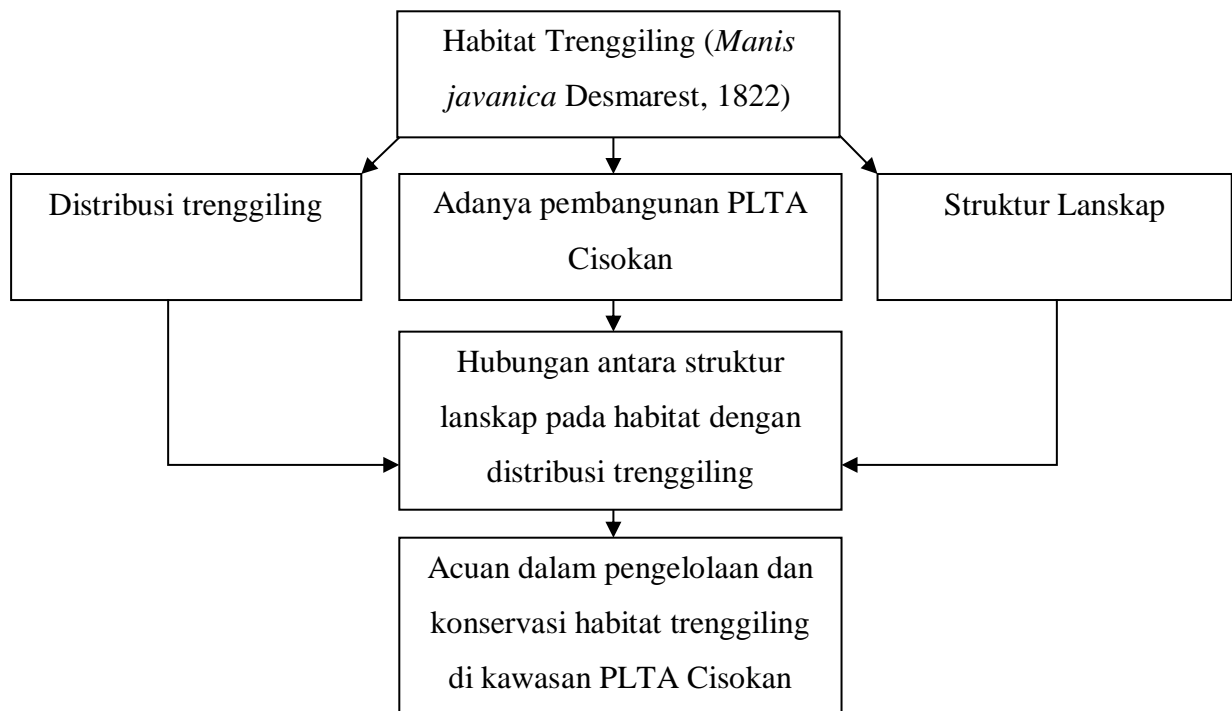 Habitat Trenggiling (Manis
javanica Desmarest, 1822)
Distribusi trenggiling
Adanya pembangunan PLTA
Cisokan
Struktur Lanskap
Hubungan antara struktur
lanskap pada habitat dengan
distribusi trenggiling
Acuan dalam pengelolaan dan
konservasi habitat trenggiling
di kawasan PLTA Cisokan